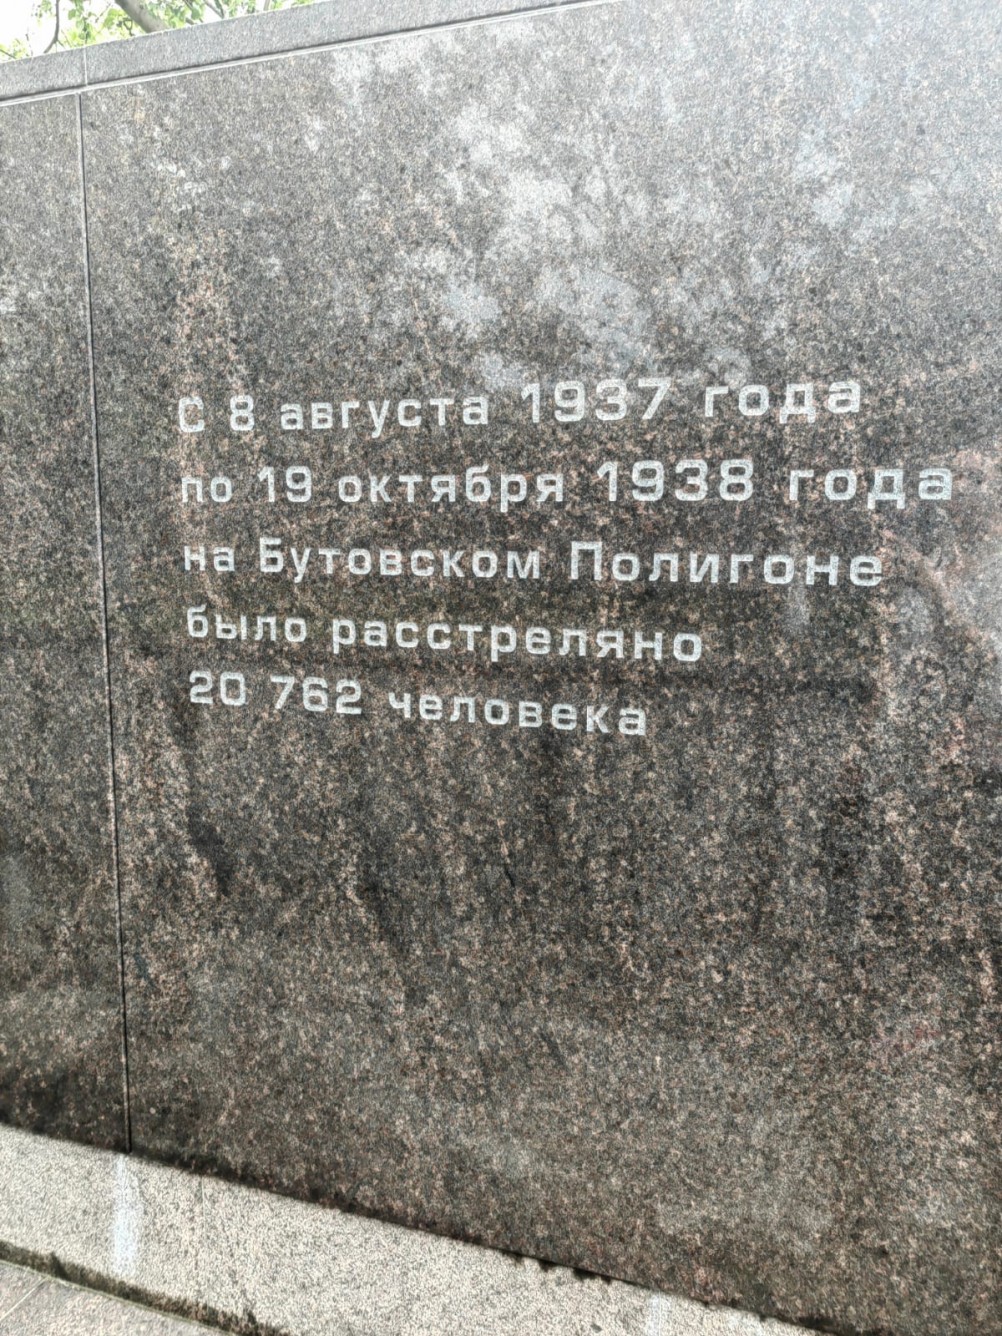 С 8 августа 1937 года
по 19 октября 1938 года
на Бутовском Полигоне
было расстреляно
20 762 человека